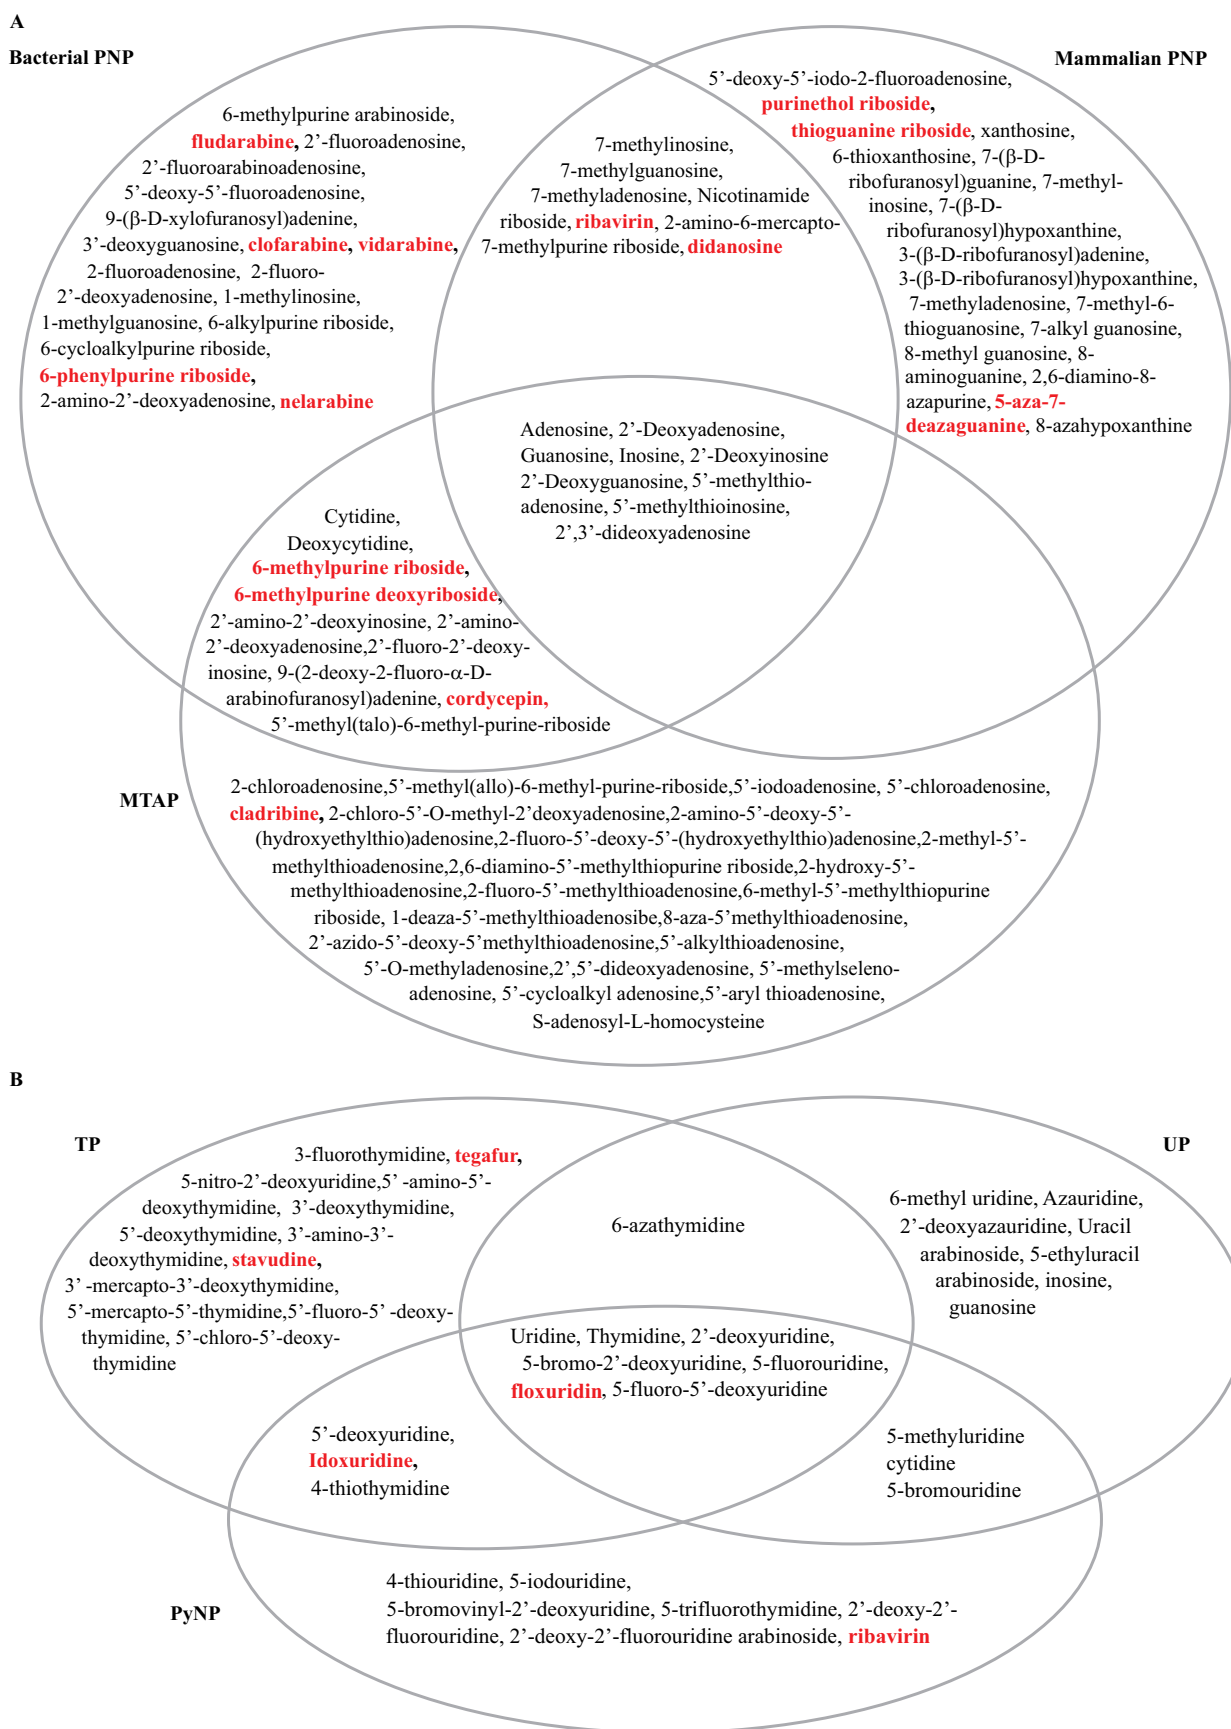 A
Bacterial PNP
Mammalian PNP
6-methylpurine arabinoside,
fludarabine, 2’-fluoroadenosine,
2’-fluoroarabinoadenosine,
5’-deoxy-5’-fluoroadenosine,
9-(β-D-xylofuranosyl)adenine,
3’-deoxyguanosine, clofarabine, vidarabine,
2-fluoroadenosine, 2-fluro-
2’-deoxyadenosine, 1-methylinosine,
1-methylguanosine, 6-alkylpurine riboside,
6-cycloalkylpurine riboside,
6-phenylpurine riboside,
2-amino-2’-deoxyadenosine, nelarabine
7-methylinosine,
7-methylguanosine,
7-methyladenosine, Nicotinamide
riboside, ribavirin, 2-amino-6-mercapto-
7-methylpurine riboside, didanosine
5’-deoxy-5’iodo-2-fluoroadenosine,
purinethol riboside,
thioguanine riboside, xanthosine,
6-thioxanthosine, 7-(β-D-
ribofuranosyl)guanine, 7-methyl-
inosine, 7-(β-D-
ribofuranosyl)hypoxanthine,
3-(β-D-ribofuranosyl)adenine,
3-(β-D-ribofuranosyl)hypoxanthine,
7-methyladenosine, 7-methyl-6-
thioguanosine, 7-alkyl guanosine,
8-methyl guanosine, 8-
aminoguanine, 2,6-diamino-8-
azapurine, 5-aza-7-
deazaguanine, 8-azahypoxanthine
Adenosine, 2’-Deoxyadenosine,
Guanosine, Inosine, 2’-Deoxyinosine
2’-Deoxyguanosine, 5’-methylthio-
adenosine, 5’-methylthioinosine,
2’,3’-dideoxyadenosine
Cytidine,
Deoxycytidine,
6-methylpurine riboside,
6-methylpurine deoxyriboside,
2’-amino-2’-deoxyinosine, 2’-amino-
2’-deoxyadenosine,2’-fluro-2’-deoxy-
inosine, 9-(2-deoxy-2-fluro-α-D-
arabinofuranosyl)adenine, cordycepin,
5’-methyl(talo)-6-methyl-purine-riboside
MTAP
2-chloroadenosine,5’-methyl(allo)-6-methyl-purine-riboside,5’-iodoadenosine, 5’-chloroadenosine,
cladribine, 2-chloro-5’-O-methyl-2’deoxyadenosine,2-amino-5’-deoxy-5’-
(hydroxyethylthio)adenosine,2-fluro-5’-deoxy-5’-(hydroxyethylthio)adenosine,2-methyl-5’-
methylthioadenosine,2,6-diamino-5’-methylthiopurine riboside,2-hydroxy-5’-
methylthioadenosine,2-fluro-5’-methylthioadenosine,6-methyl-5’-methylthiopurine
riboside, 1-deaza-5’-methylthioadenosibe,8-aza-5’methylthioadenosine,
2’-azido-5’-deoxy-5’methylthioadenosine,5’-alkylthioadenosine,
5’-O-methyladenosine,2’,5’-dideoxyadenosine, 5’-methylseleno-
adenosine, 5’-cycloalkyl adenosine,5’-aryl thioadenosine,
S-adenosyl-L-homocysteine
B
TP
UP
3-fluorothymidine, tegafur,
5-nitro-2’-deoxyuridine,5’ -amino-5’-
deoxythymidine, 3’-deoxythymidine,
5’-deoxythymidine, 3’-amino-3’-
deoxythymidine, stavudine,
3’ -mercapto-3’-deoxythymidine,
5’-mercapto-5’-thymidine,5’-fluro-5’ -deoxy-
thymidine, 5’-chloro-5’-deoxy-
thymidine
6-azathymidine
6-methyl uridine, Azauridine,
2’-deoxyazauridine, Uracil
arabinoside, 5-ethyluracil
arabinoside, inosine,
guanosine
Uridine, Thymidine, 2’-deoxyuridine,
5-bromo-2’-deoxyuridine, 5-fluorouridine,
floxuridin, 5-fluoro-5’-deoxyuridine
5’-deoxyuridine,
Idoxuridine,
4-thiothymidine
5-methyluridine
cytidine
5-bromouridine
PyNP
4-thiouridine, 5-iodouridine,
5-bromovinyl-2’-deoxyuridine, 5-trifluorothymidine, 2’-deoxy-2’-
fluorouridine, 2’-deoxy-2’-fluorouridine arabinoside, ribavirin